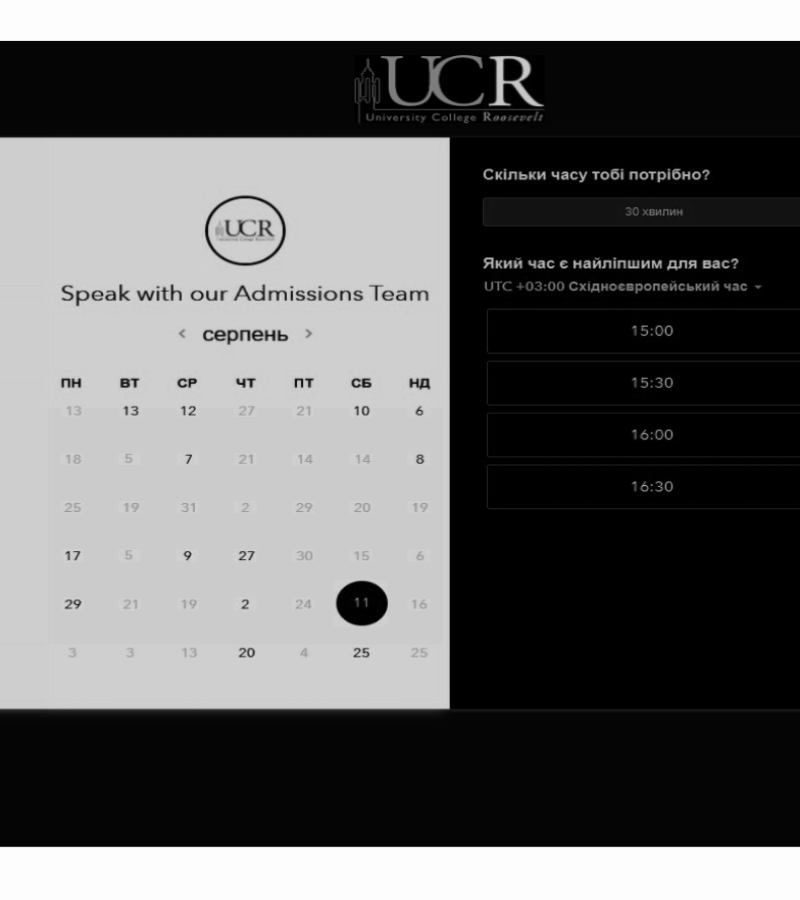 UCR
University College Roosevelt
UCR
Speak with our Admissions Team
< серпень >
ПН ВТ СР ЧТ ПТ СБ НД
13 13 12 27 21 10 6
18 5 7 21 14 14 8
25 19 31 2 29 20 19
17 5 9 27 30 15 6
29 21 19 2 24 11 16
3 3 13 20 4 25 25
Скільки часу тобі потрібно?
30 хвилин
Який час є найліпшим для вас?
UTC +03:00 Східноєвропейський час
15:00
15:30
16:00
16:30